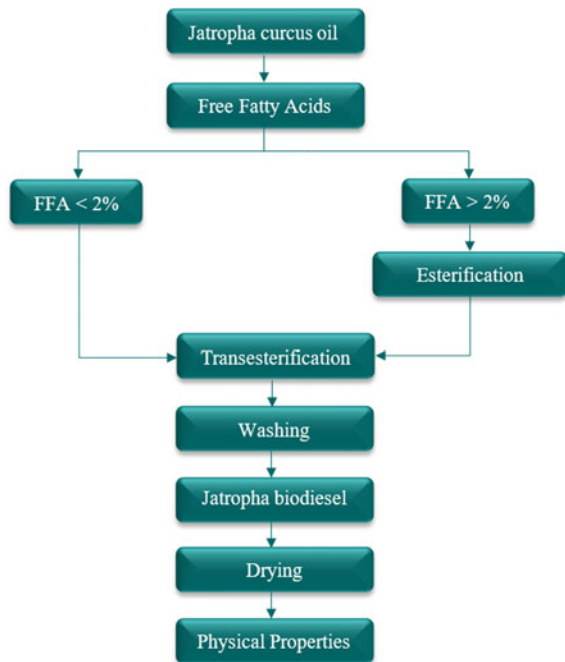 Jatropha curcus oil
Free Fatty Acids
FFA < 2%
FFA > 2%
Esterification
Transesterification
Washing
Jatropha biodiesel
Drying
Physical Properties